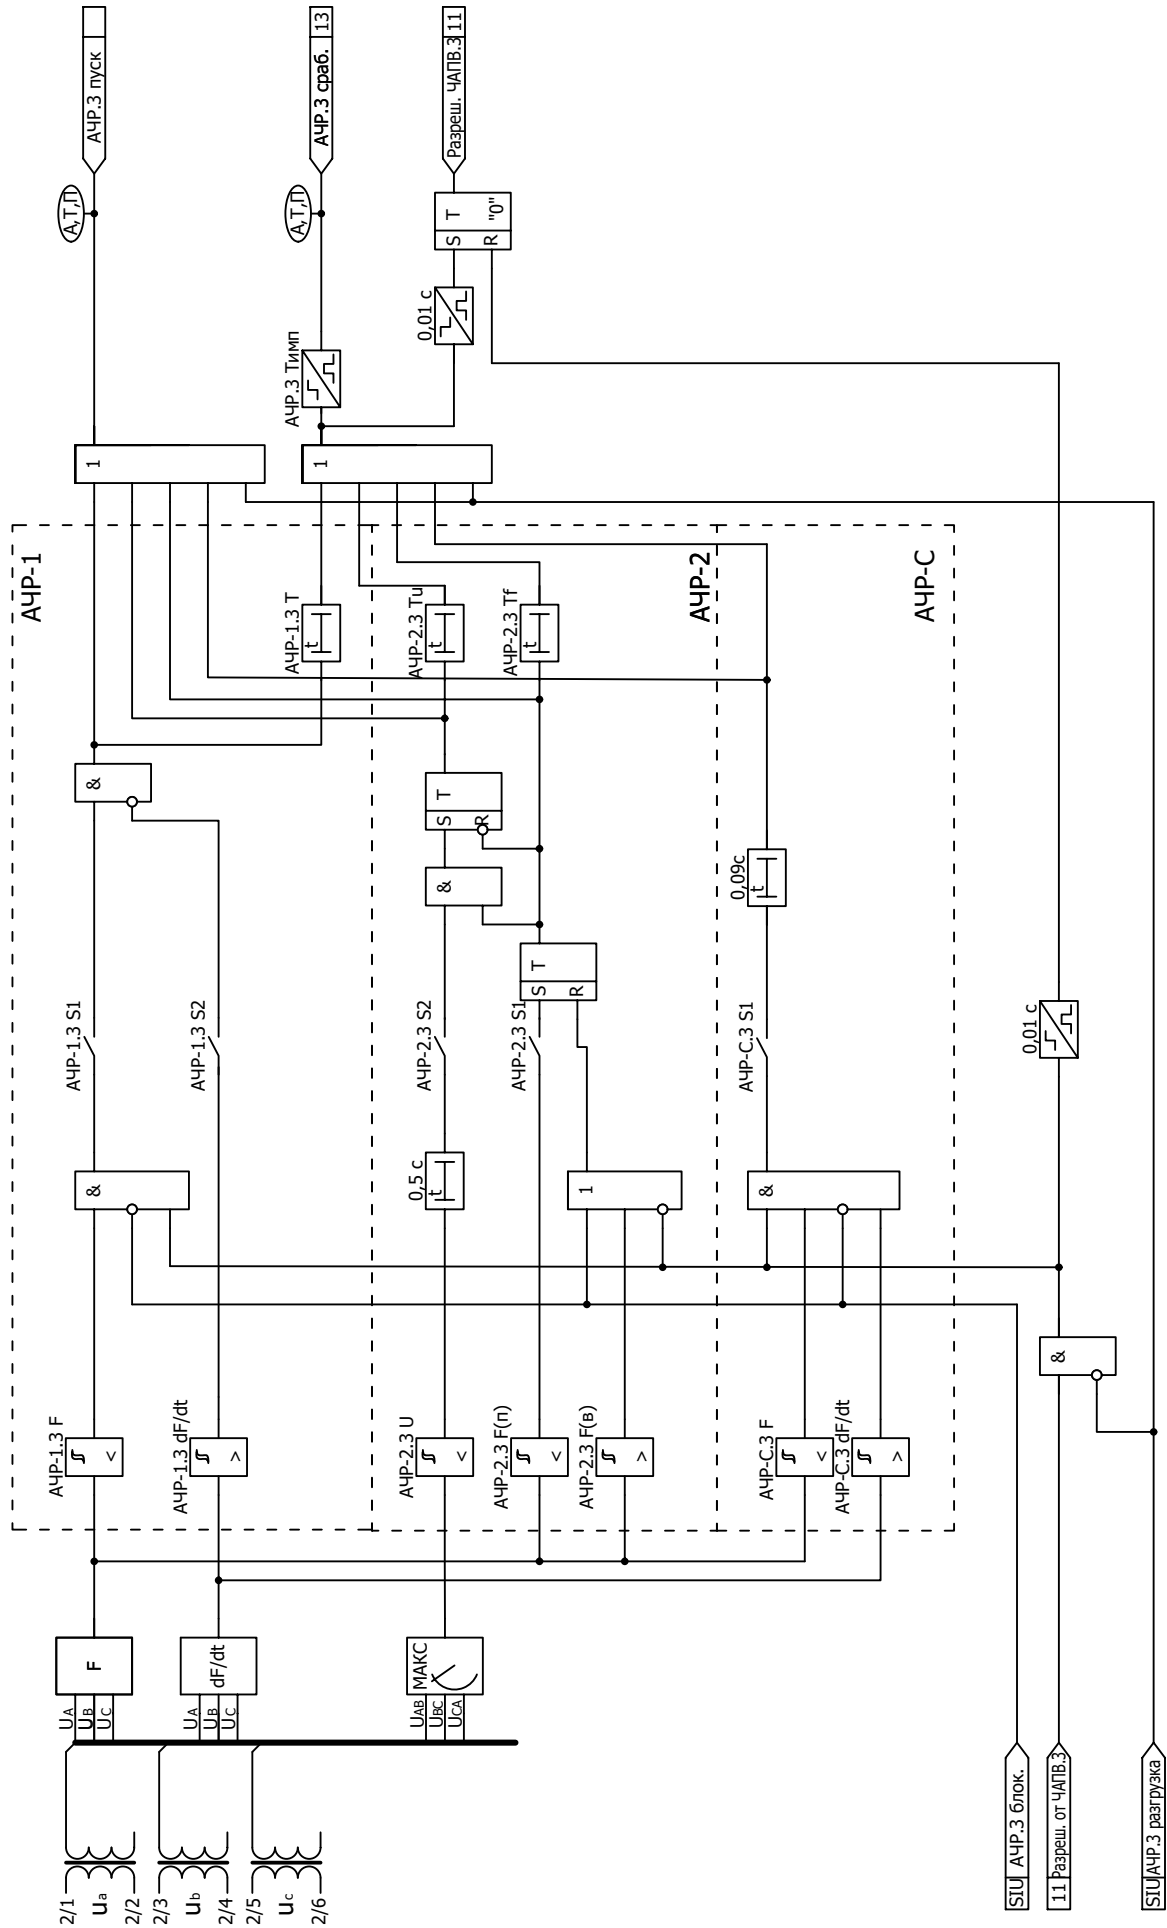 АЧР.3 пуск
АЧР.3 сраб. 13
Разреш. ЧАПВ.3 11
А,Т,П
А,Т,П
S T
R "0"
0,01 с
АЧР.3 Тимп
1
1
АЧР-1
АЧР-2
АЧР-С
АЧР-1.3 T
АЧР-2.3 Tu
АЧР-2.3 Tf
t
t
t
&
S T
R
&
0,09с
t
S T
R
АЧР-1.3 S1
АЧР-1.3 S2
АЧР-2.3 S2
АЧР-2.3 S1
АЧР-С.3 S1
0,01 с
&
0,5 с
t
1
&
&
АЧР-1.3 F
<
АЧР-1.3 dF/dt
>
АЧР-2.3 U
<
АЧР-2.3 F(п)
<
АЧР-2.3 F(в)
>
АЧР-С.3 F
<
АЧР-С.3 dF/dt
>
F
dF/dt
МАКС
UA
UB
UC
UA
UB
UC
UAB
UBC
UCA
2/1
ua
2/2
2/3
ub
2/4
2/5
uc
2/6
SIU АЧР.3 блок.
11 Разреш. от ЧАПВ.3
SIU АЧР.3 разгрузка